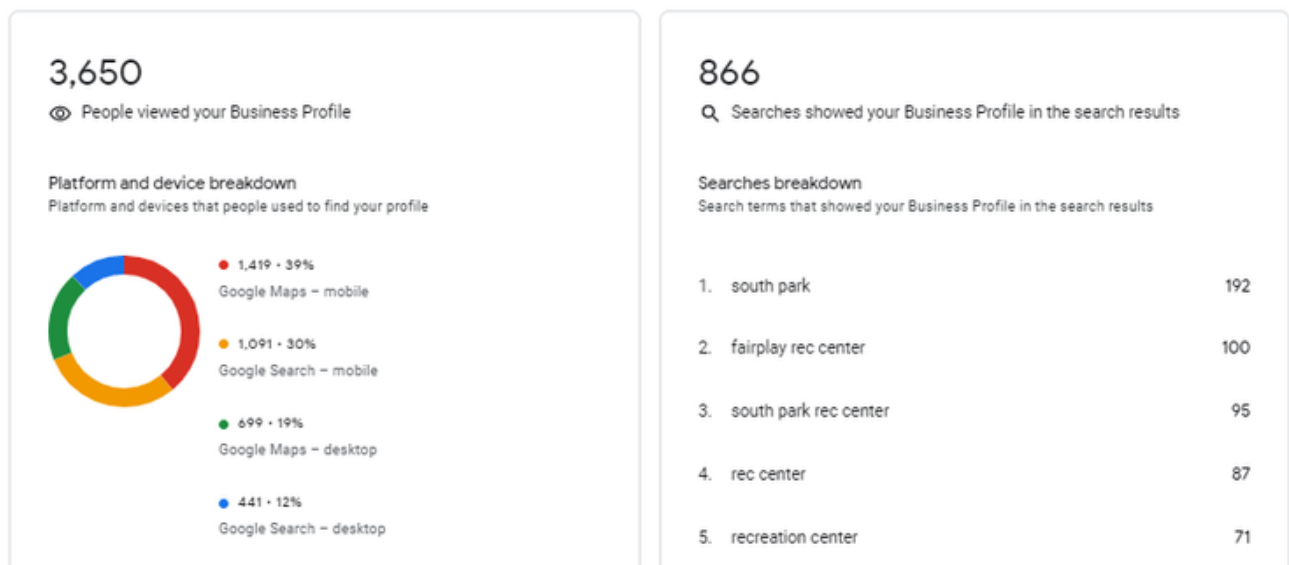 3,650
People viewed your Business Profile
Platform and device breakdown
Platform and devices that people used to find your profile
1,419 · 39%
Google Maps – mobile
1,091 · 30%
Google Search – mobile
699 · 19%
Google Maps – desktop
441 · 12%
Google Search – desktop
866
Searches showed your Business Profile in the search results
Searches breakdown
Search terms that showed your Business Profile in the search results
1. south park 192
2. fairplay rec center 100
3. south park rec center 95
4. rec center 87
5. recreation center 71